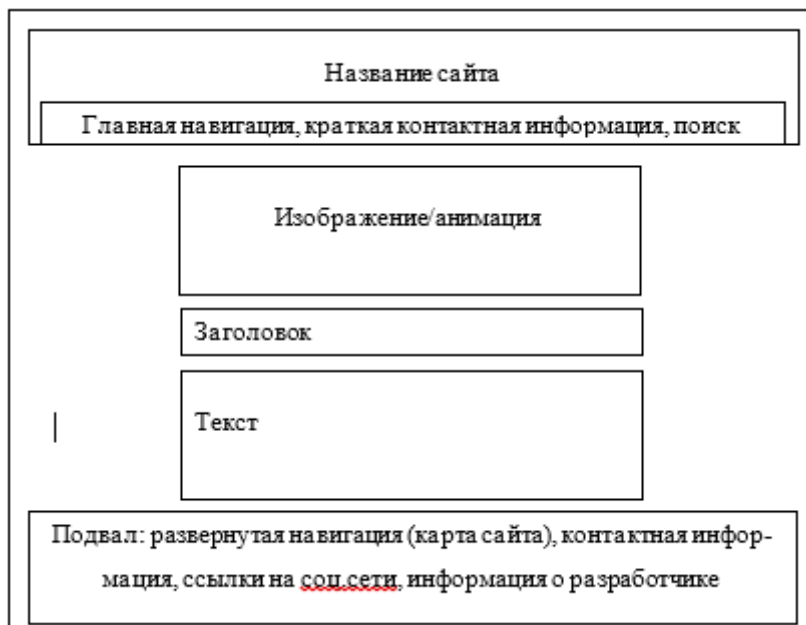 Название сайта
Главная навигация, краткая контактная информация, поиск
Изображение/анимация
Заголовок
Текст
Подвал: развернутая навигация (карта сайта), контактная инфор-
мация, ссылки на соц.сети, информация о разработчике